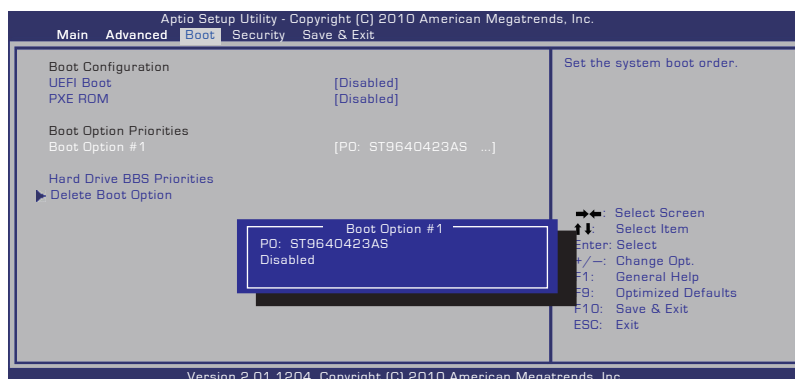 Aptio Setup Utility - Copyright (C) 2010 American Megatrends, Inc.
Main Advanced Boot Security Save & Exit
Boot Configuration
UEFI Boot [Disabled]
PXE ROM [Disabled]
Boot Option Priorities
Boot Option #1 [P0: ST9640423AS ...]
Hard Drive BBS Priorities
Delete Boot Option
Boot Option #1
P0: ST9640423AS
Disabled
Set the system boot order.
→←: Select Screen
↑↓: Select Item
Enter: Select
+/—: Change Opt.
F1: General Help
F9: Optimized Defaults
F10: Save & Exit
ESC: Exit
Version 2.01.1204. Copyright (C) 2010 American Megatrends, Inc.